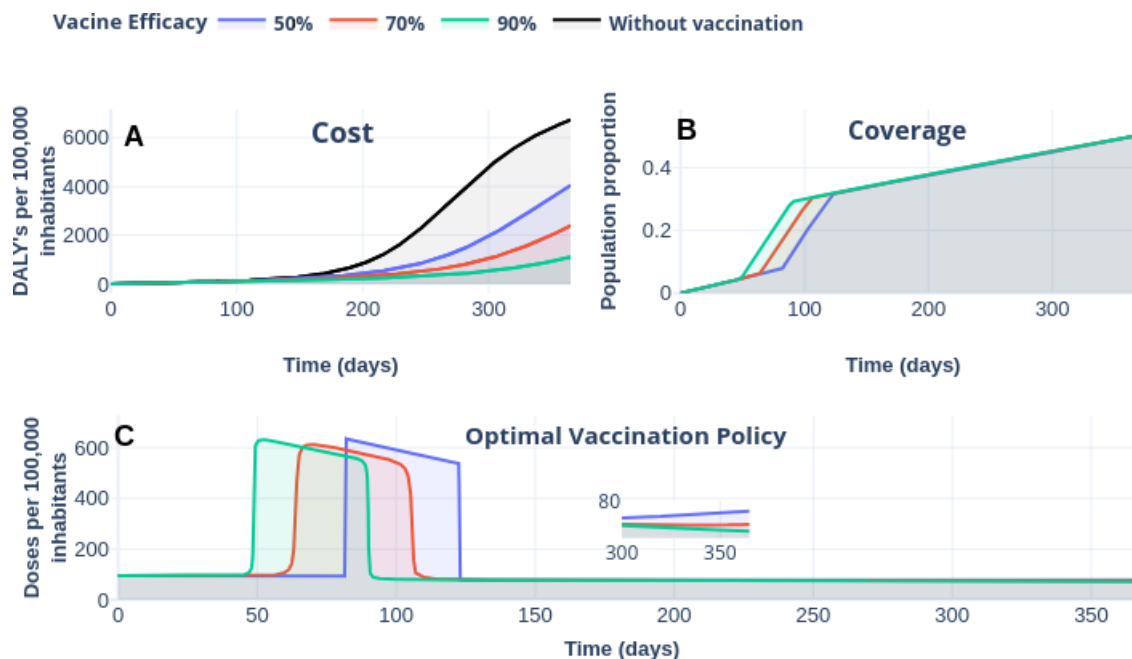 Vacine Efficacy 50% 70% 90% Without vaccination
A Cost
DALY's per 100,000
inhabitants
6000
4000
2000
0
0 100 200 300
Time (days)
B Coverage
Population proportion
0.4
0.2
0
0 100 200 300
Time (days)
C Optimal Vaccination Policy
Doses per 100,000
inhabitants
600
400
200
0
80
300 350
0 50 100 150 200 250 300 350
Time (days)